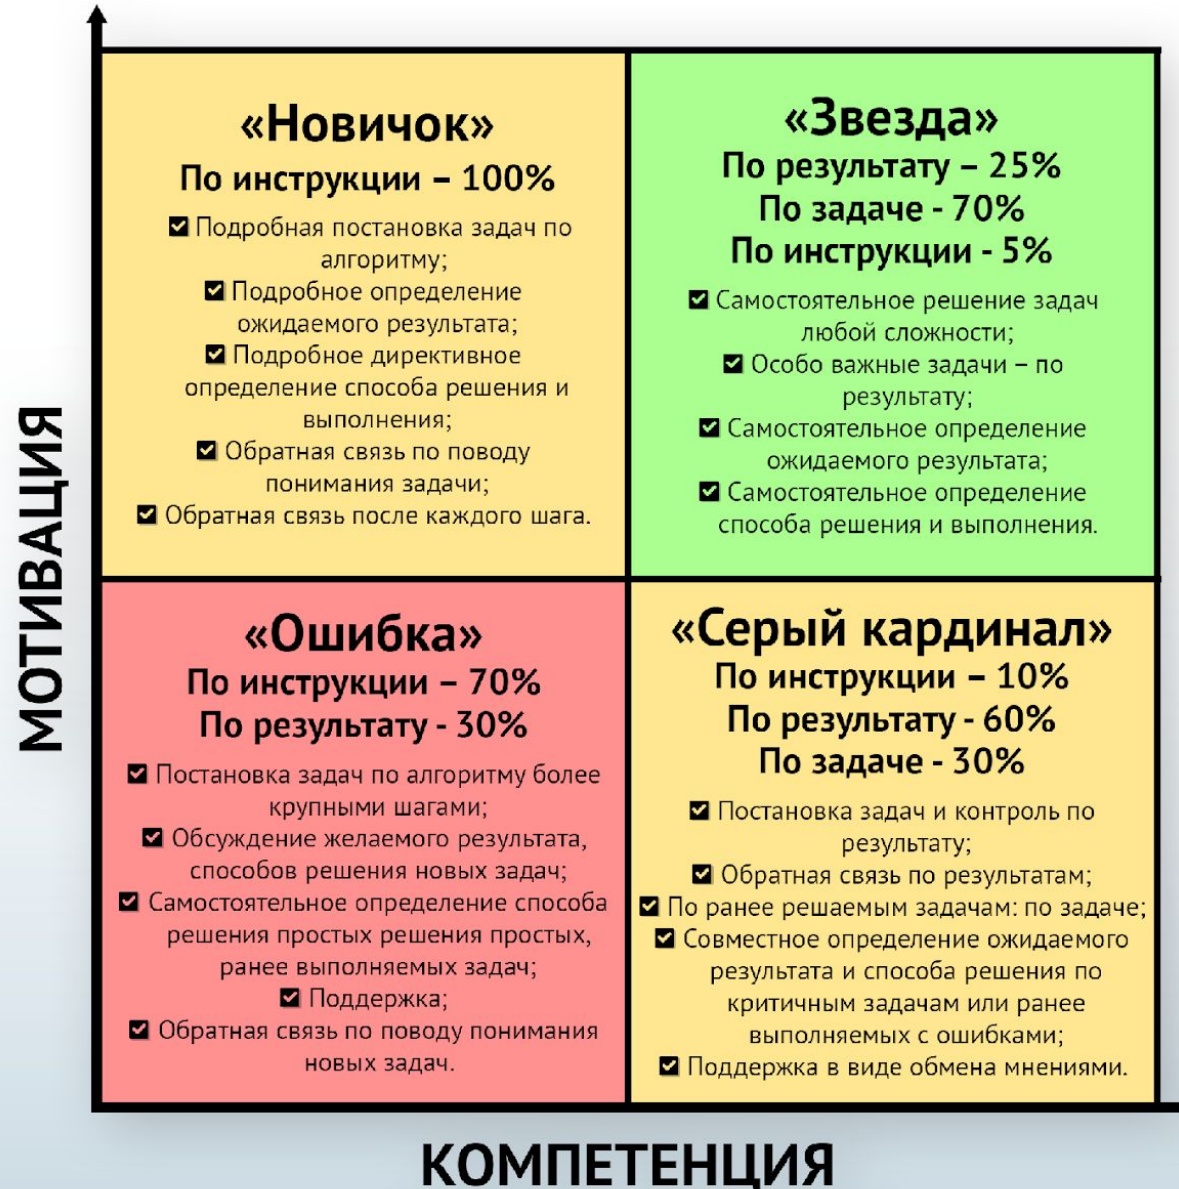 МОТИВАЦИЯ
«Новичок»
По инструкции – 100%
Подробная постановка задач по
алгоритму;
Подробное определение
ожидаемого результата;
Подробное директивное
определение способа решения и
выполнения;
Обратная связь по поводу
понимания задачи;
Обратная связь после каждого шага.
«Звезда»
По результату – 25%
По задаче - 70%
По инструкции - 5%
Самостоятельное решение задач
любой сложности;
Особо важные задачи – по
результату;
Самостоятельное определение
ожидаемого результата;
Самостоятельное определение
способа решения и выполнения.
«Ошибка»
По инструкции – 70%
По результату - 30%
Постановка задач по алгоритму более
крупными шагами;
Обсуждение желаемого результата,
способов решения новых задач;
Самостоятельное определение способа
решения простых решения простых,
ранее выполняемых задач;
Поддержка;
Обратная связь по поводу понимания
новых задач.
«Серый кардинал»
По инструкции – 10%
По результату - 60%
По задаче - 30%
Постановка задач и контроль по
результату;
Обратная связь по результатам;
По ранее решаемым задачам: по задаче;
Совместное определение ожидаемого
результата и способа решения по
критичным задачам или ранее
выполняемых с ошибками;
Поддержка в виде обмена мнениями.
КОМПЕТЕНЦИЯ